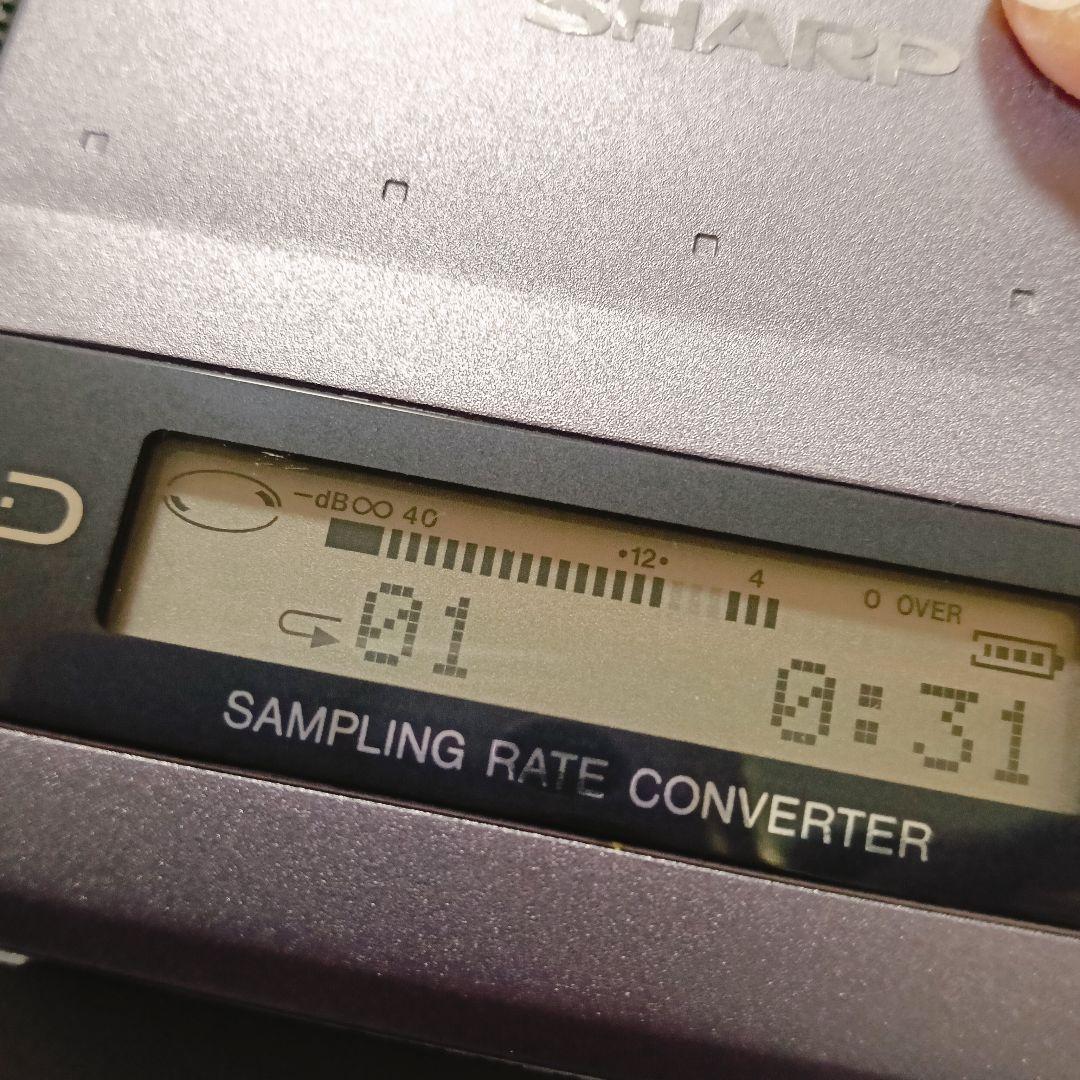 SHARP
-dB∞ 40 •12• 4 0 OVER
01 0:31
SAMPLING RATE CONVERTER